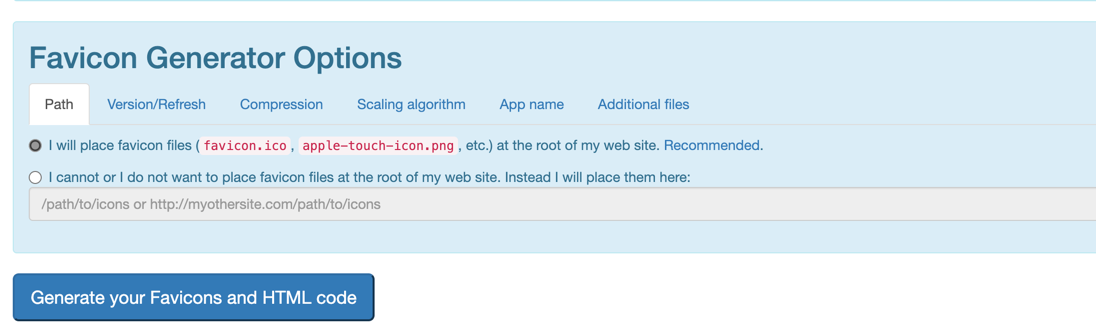 Favicon Generator Options
Path Version/Refresh Compression Scaling algorithm App name Additional files
I will place favicon files (favicon.ico, apple-touch-icon.png, etc.) at the root of my web site. Recommended.
I cannot or I do not want to place favicon files at the root of my web site. Instead I will place them here:
/path/to/icons or http://myothersite.com/path/to/icons
Generate your Favicons and HTML code